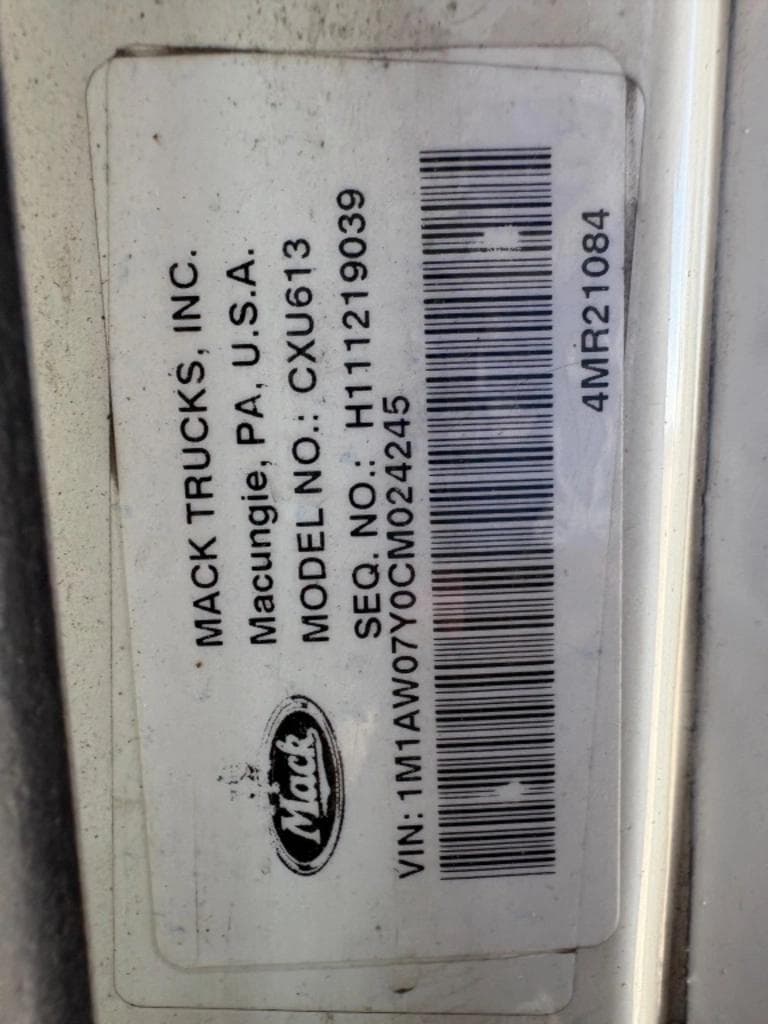 MACK TRUCKS, INC.
Macungie, PA, U.S.A.
MODEL NO.: CXU613
SEQ. NO.: H111219039
Mack
VIN: 1M1AW07Y0CM024245
4MR21084